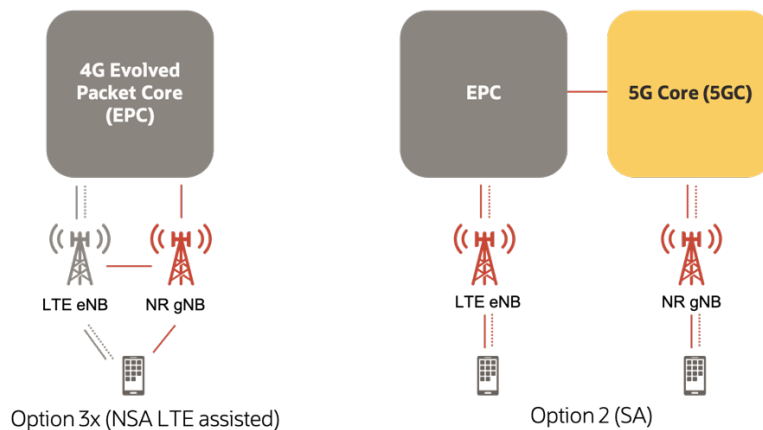 4G Evolved
Packet Core
(EPC)
EPC
5G Core (5GC)
LTE eNB
NR gNB
LTE eNB
NR gNB
Option 3x (NSA LTE assisted)
Option 2 (SA)